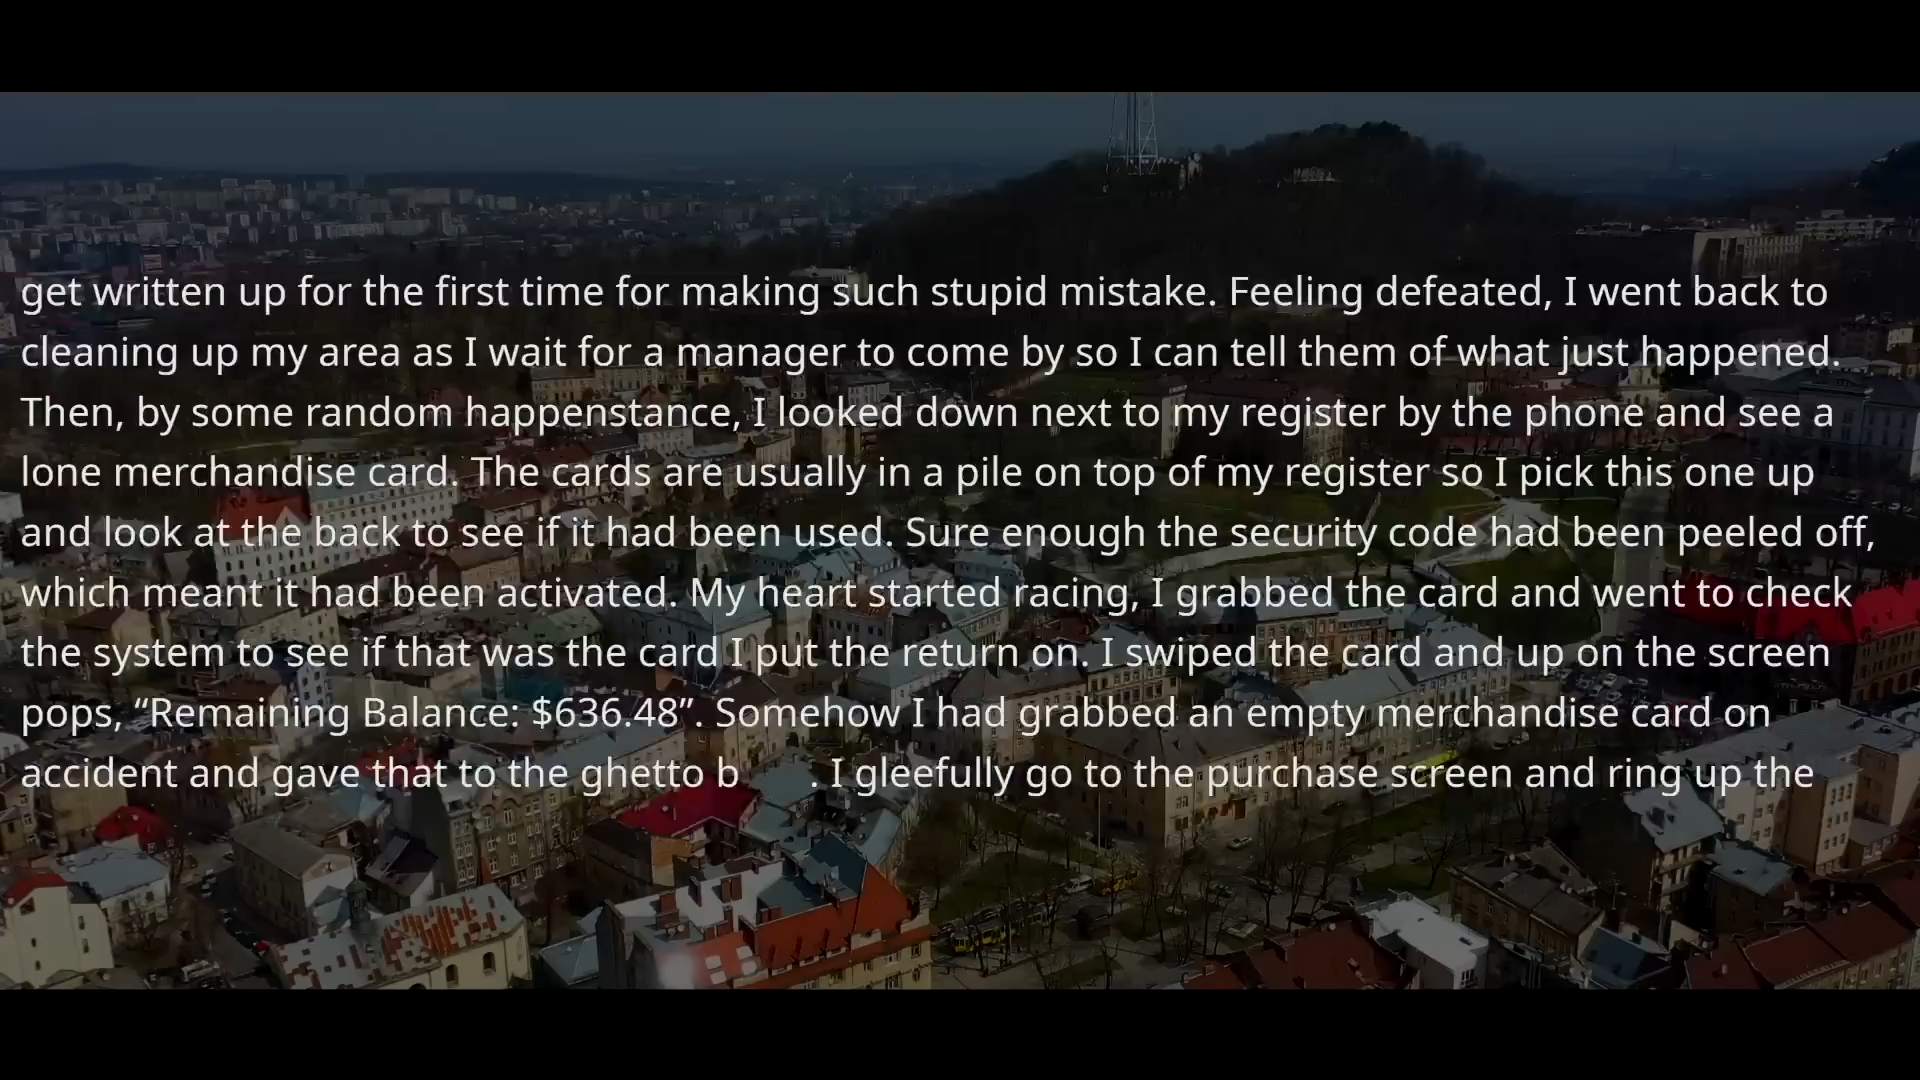 get written up for the first time for making such stupid mistake. Feeling defeated, I went back to
cleaning up my area as I wait for a manager to come by so I can tell them of what just happened.
Then, by some random happenstance, I looked down next to my register by the phone and see a
lone merchandise card. The cards are usually in a pile on top of my register so I pick this one up
and look at the back to see if it had been used. Sure enough the security code had been peeled off,
which meant it had been activated. My heart started racing, I grabbed the card and went to check
the system to see if that was the card I put the return on. I swiped the card and up on the screen
pops, “Remaining Balance: $636.48”. Somehow I had grabbed an empty merchandise card on
accident and gave that to the ghetto b . I gleefully go to the purchase screen and ring up the